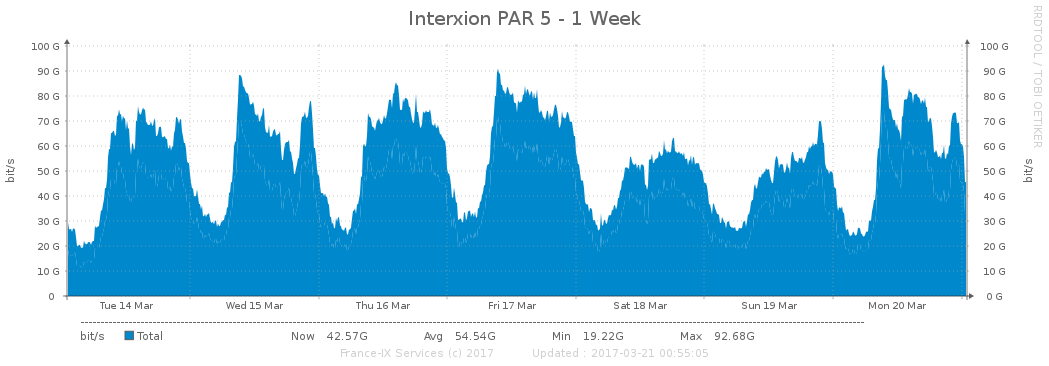 Interxion PAR 5 - 1 Week
RRDTOOL / TOBI OETIKER
100 G 100 G
90 G 90 G
80 G 80 G
70 G 70 G
60 G 60 G
50 G 50 G
40 G 40 G
30 G 30 G
20 G 20 G
10 G 10 G
0 0 G
bit/s bit/s
Tue 14 Mar Wed 15 Mar Thu 16 Mar Fri 17 Mar Sat 18 Mar Sun 19 Mar Mon 20 Mar
bit/s Total Now 42.57G Avg 54.54G Min 19.22G Max 92.68G
France-IX Services (c) 2017 Updated : 2017-03-21 00:55:05